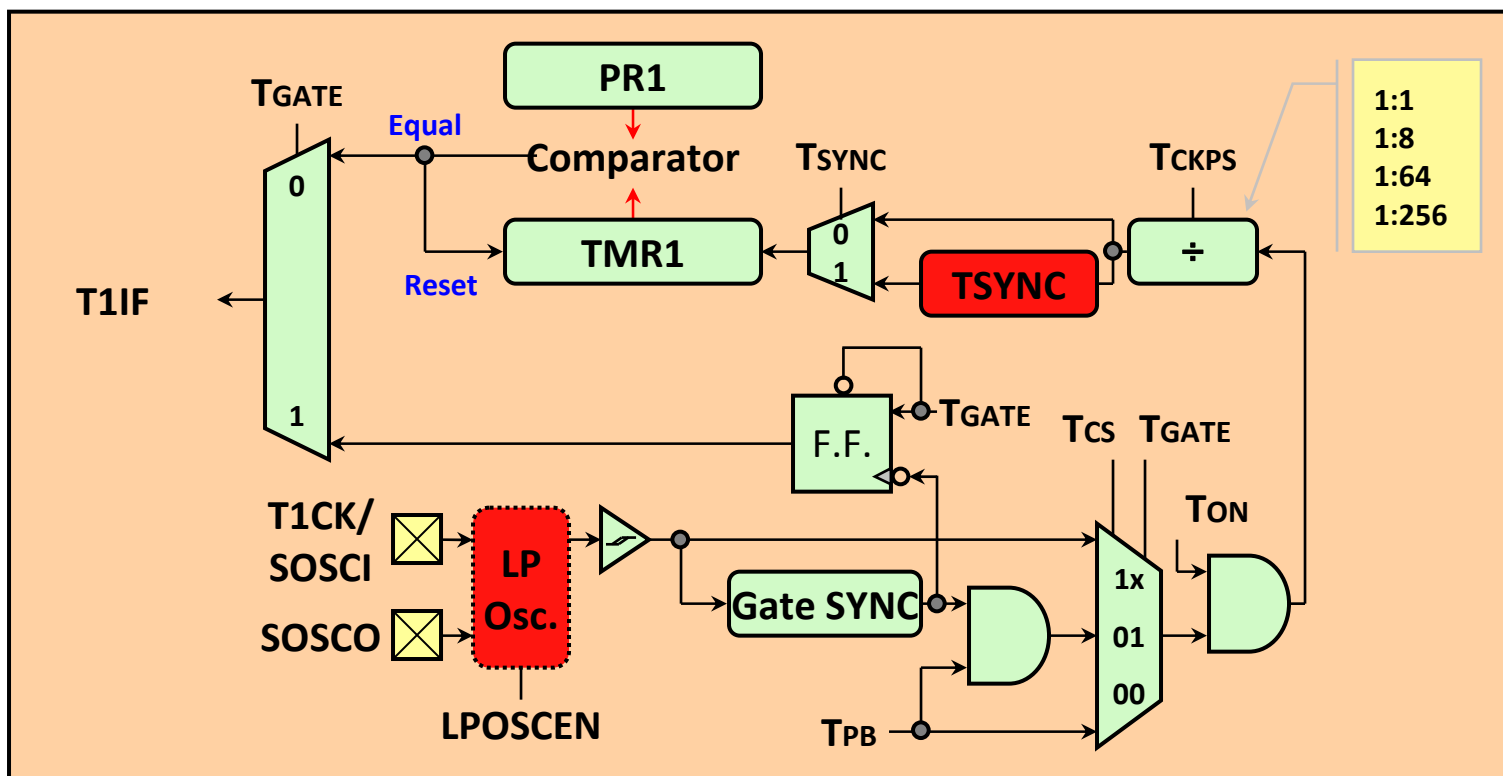 PR1
1:1
1:8
1:64
1:256
TGATE
Equal
Comparator
TSYNC
TCKPS
0
0
1
TMR1
TSYNC
÷
Reset
T1IF
1
F.F.
TGATE
TCS
TGATE
TON
T1CK/
SOSCI
LP
Osc.
1x
Gate SYNC
SOSCO
01
00
LPOSCEN
TPB